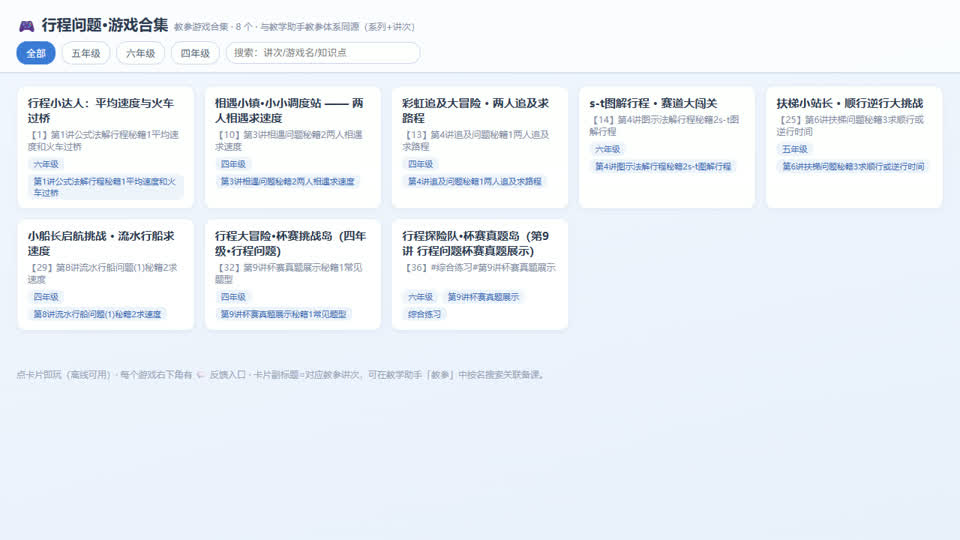 🎮 行程问题·游戏合集 教参游戏合集 · 8 个 · 与教学助手教参体系同源（系列+讲次）
全部 五年级 六年级 四年级 搜索：讲次/游戏名/知识点
行程小达人：平均速度与火车
过桥
【1】第1讲公式法解行程秘籍1平均速
度和火车过桥
六年级
第1讲公式法解行程秘籍1平均速度和火
车过桥
相遇小镇·小小调度站 —— 两
人相遇求速度
【10】第3讲相遇问题秘籍2两人相遇
求速度
四年级
第3讲相遇问题秘籍2两人相遇求速度
彩虹追及大冒险 · 两人追及求
路程
【13】第4讲追及问题秘籍1两人追及
求路程
四年级
第4讲追及问题秘籍1两人追及求路程
s-t图解行程 · 赛道大闯关
【14】第4讲图示法解行程秘籍2s-t图
解行程
六年级
第4讲图示法解行程秘籍2s-t图解行程
扶梯小站长 · 顺行逆行大挑战
【25】第6讲扶梯问题秘籍3求顺行或
逆行时间
五年级
第6讲扶梯问题秘籍3求顺行或逆行时间
小船长启航挑战 · 流水行船求
速度
【29】第8讲流水行船问题(1)秘籍2求
速度
四年级
第8讲流水行船问题(1)秘籍2求速度
行程大冒险·杯赛挑战岛（四年
级·行程问题）
【32】第9讲杯赛真题展示秘籍1常见
题型
四年级
第9讲杯赛真题展示秘籍1常见题型
行程探险队·杯赛真题岛（第9
讲 行程问题杯赛真题展示）
【36】#综合练习#第9讲杯赛真题展示
六年级 第9讲杯赛真题展示
综合练习
点卡片即玩（离线可用） · 每个游戏右下角有 反馈入口 · 卡片副标题=对应教参讲次，可在教学助手「教参」中按名搜索关联备课。